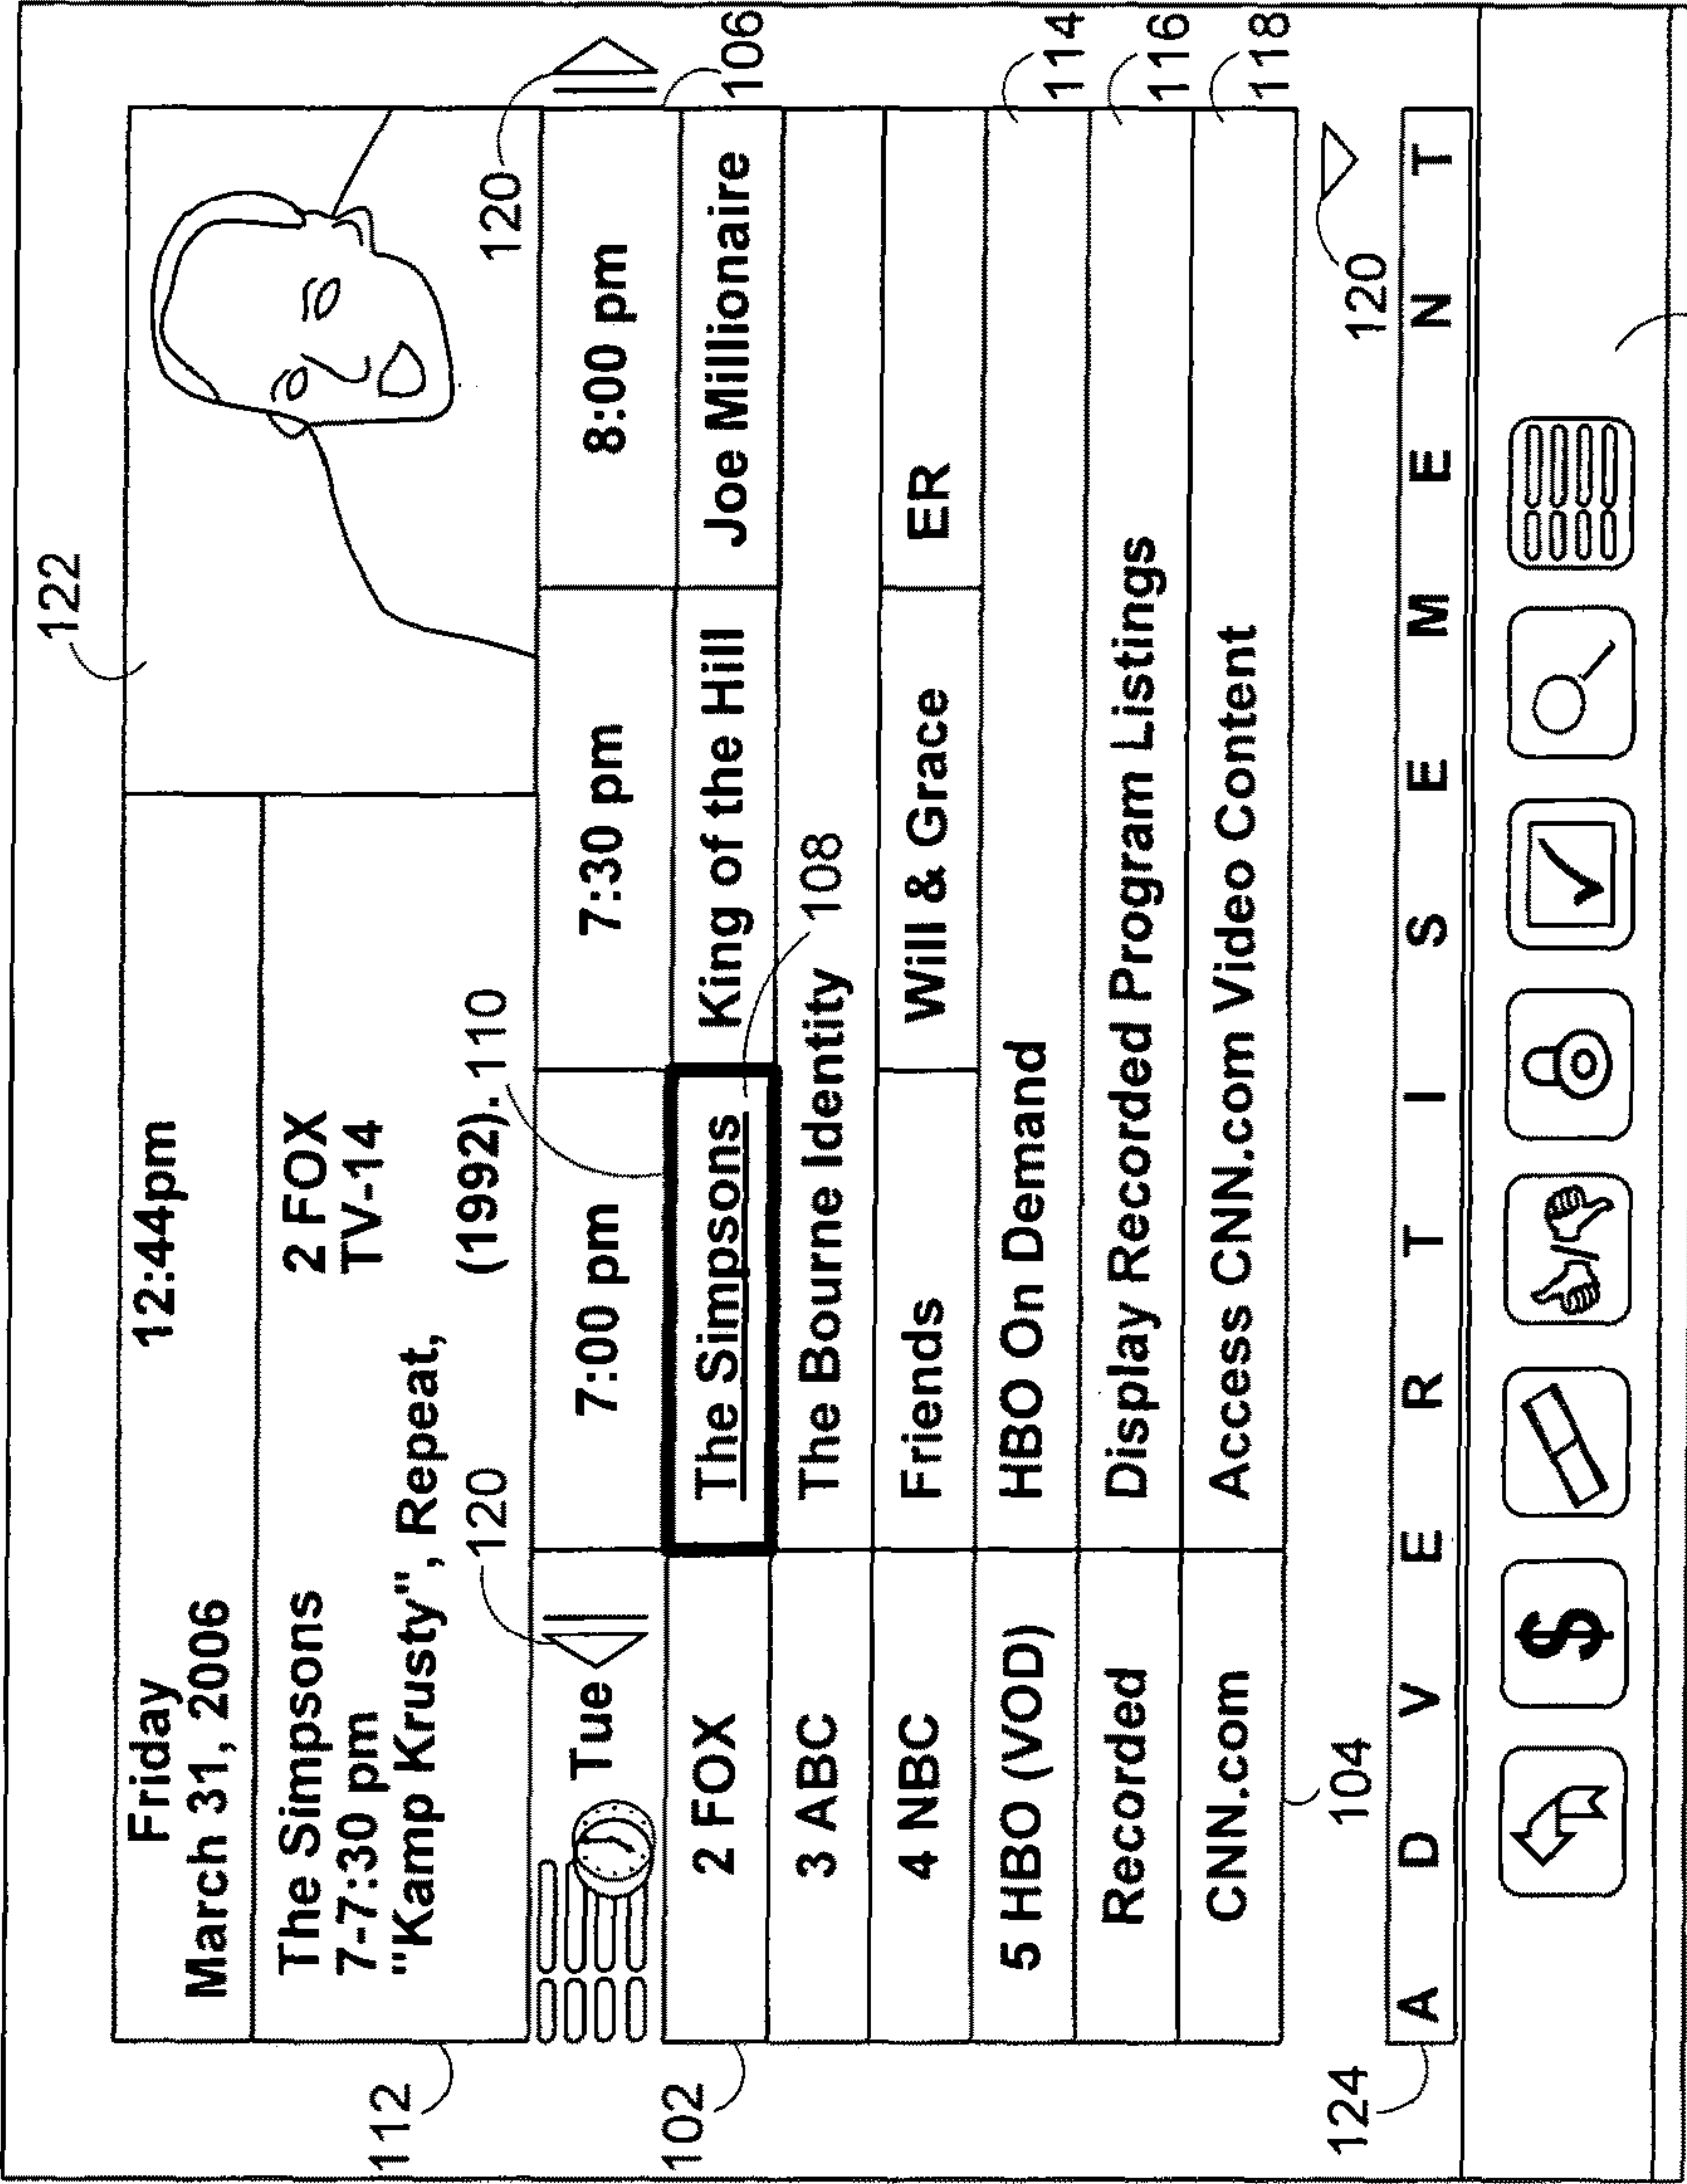 122
Friday
March 31, 2006
12:44pm
The Simpsons
2 FOX
7-7:30 pm
TV-14
"Kamp Krusty", Repeat,
(1992).
112
120
110
120
Tue
7:00 pm
7:30 pm
8:00 pm
102
2 FOX
The Simpsons
King of the Hill
Joe Millionaire
106
3 ABC
The Bourne Identity
108
4 NBC
Friends
Will & Grace
ER
5 HBO (VOD)
HBO On Demand
114
Recorded
Display Recorded Program Listings
116
CNN.com
Access CNN.com Video Content
118
104
120
124
A D V E R T I S E M E N T
$